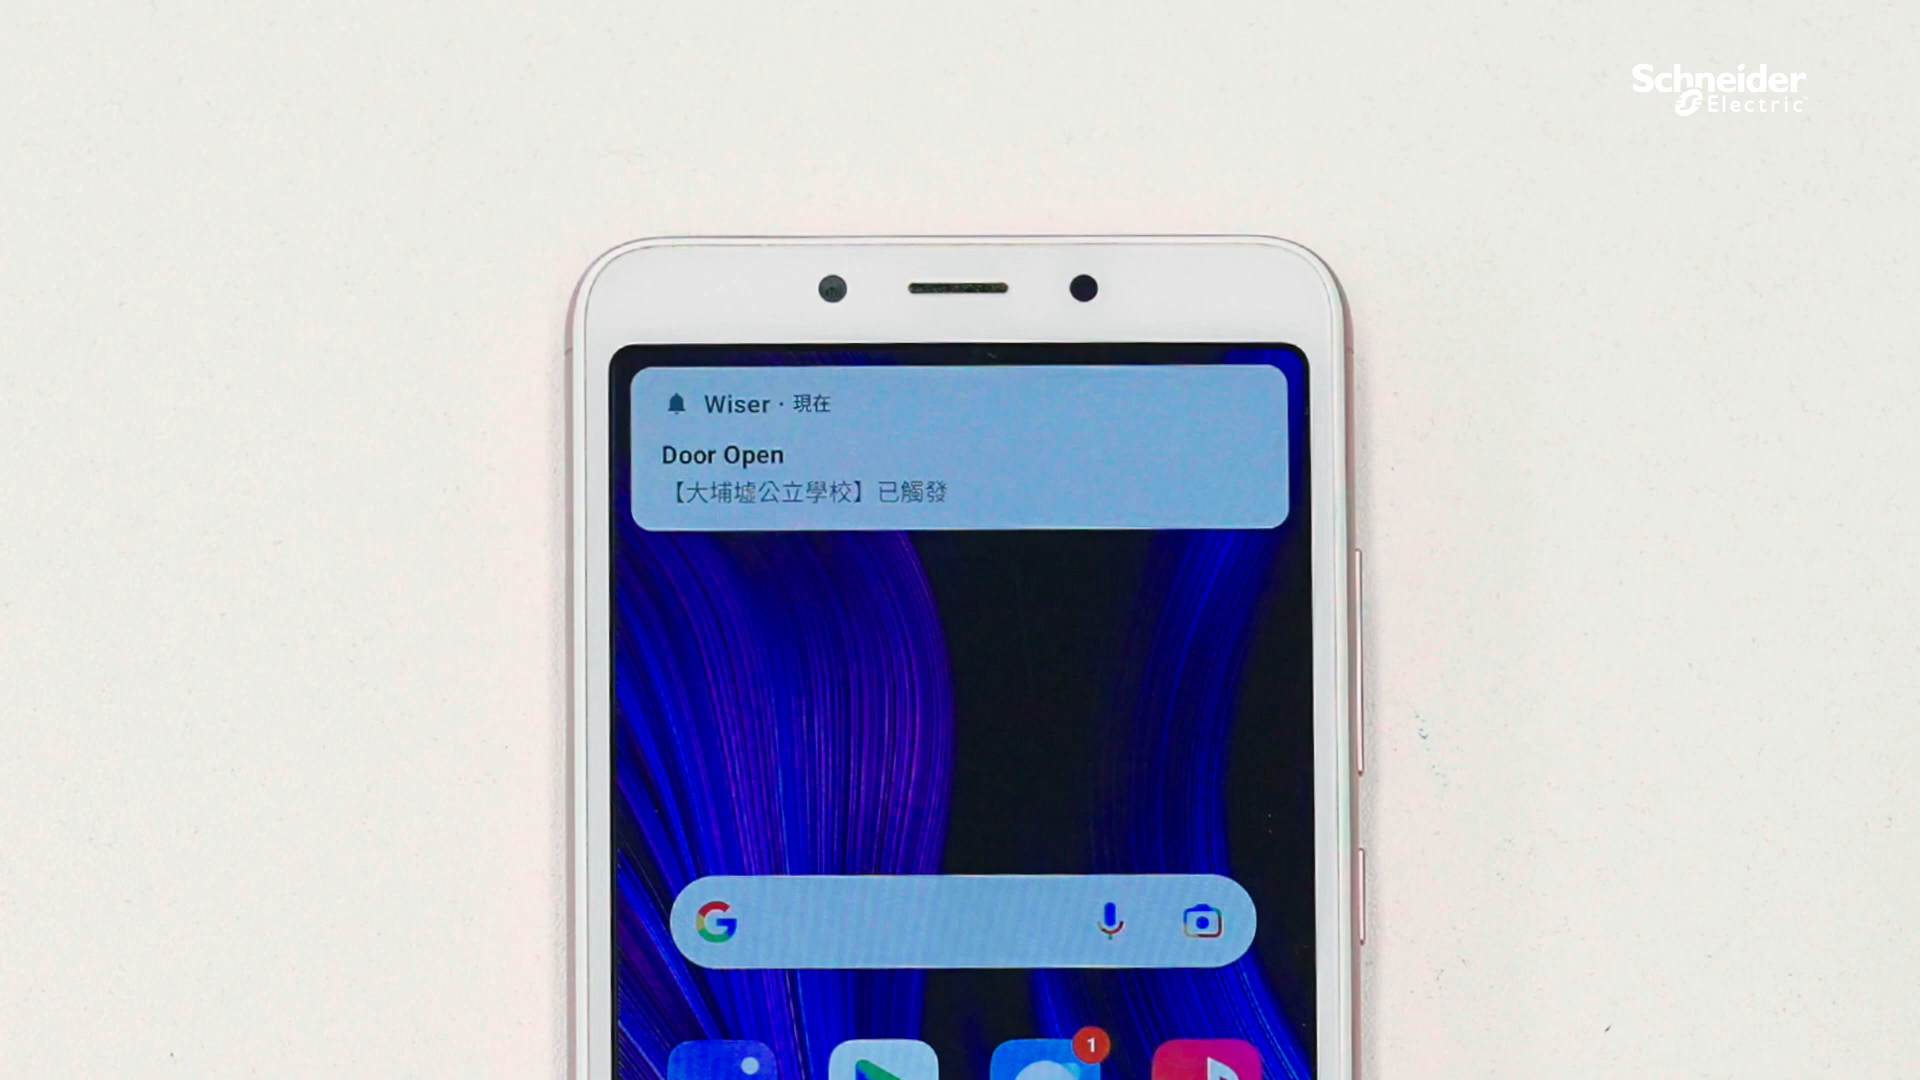 Schneider
Electric
Wiser · 現在
Door Open
【大埔墟公立學校】已觸發
1